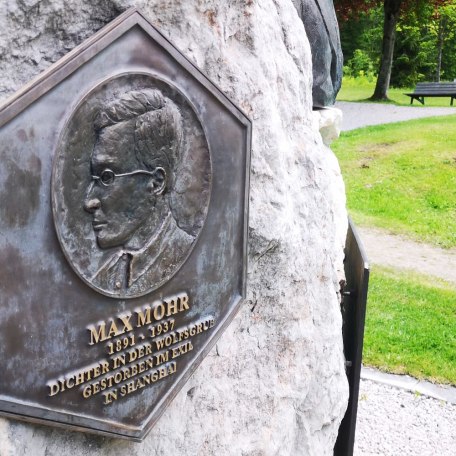 MAX MOHR
1891 - 1937
DICHTER IN DER WOLFSGRUB
GESTORBEN IM EXIL
IN SHANGHAI